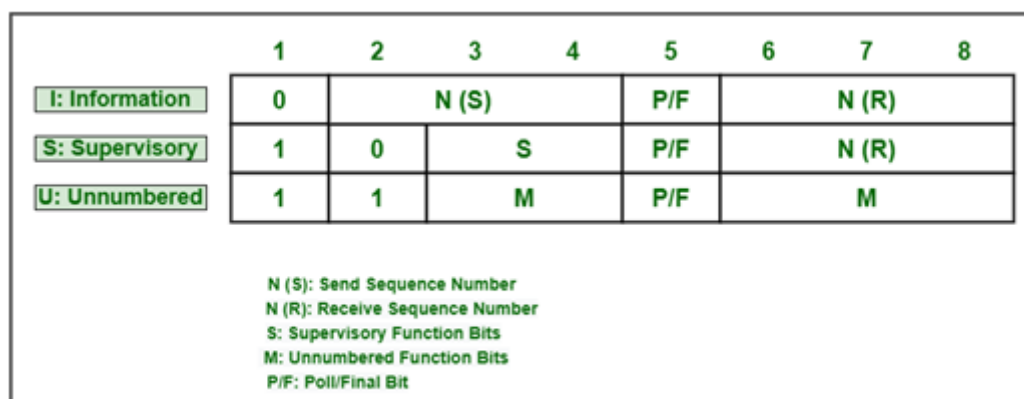 1 2 3 4 5 6 7 8
I: Information 0 N (S) P/F N (R)
S: Supervisory 1 0 S P/F N (R)
U: Unnumbered 1 1 M P/F M
N (S): Send Sequence Number
N (R): Receive Sequence Number
S: Supervisory Function Bits
M: Unnumbered Function Bits
P/F: Poll/Final Bit